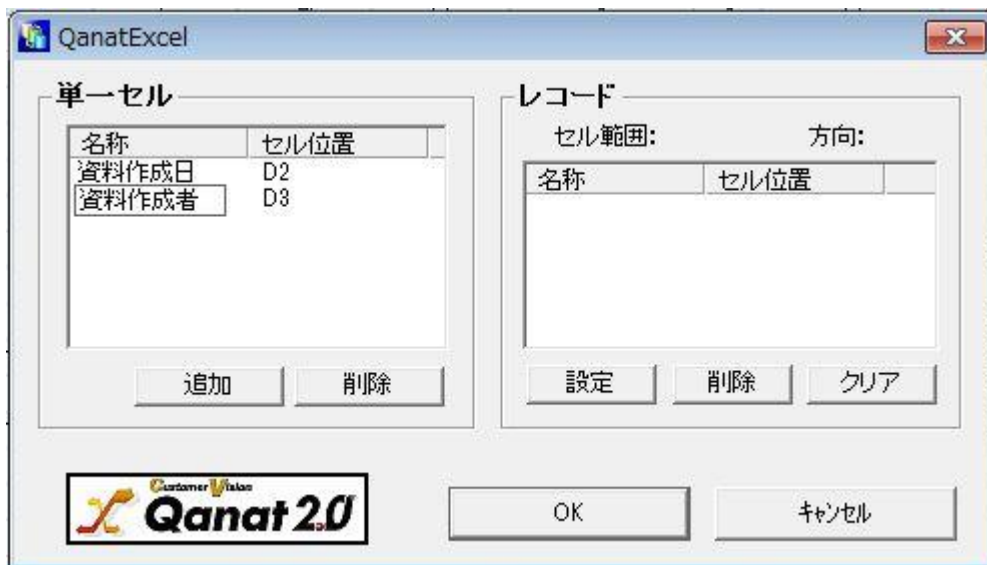 QanatExcel
単一セル
名称 セル位置
資料作成日 D2
資料作成者 D3
追加 削除
レコード
セル範囲: 方向:
名称 セル位置
設定 削除 クリア
Customer Vision
Qanat 2.0
OK キャンセル